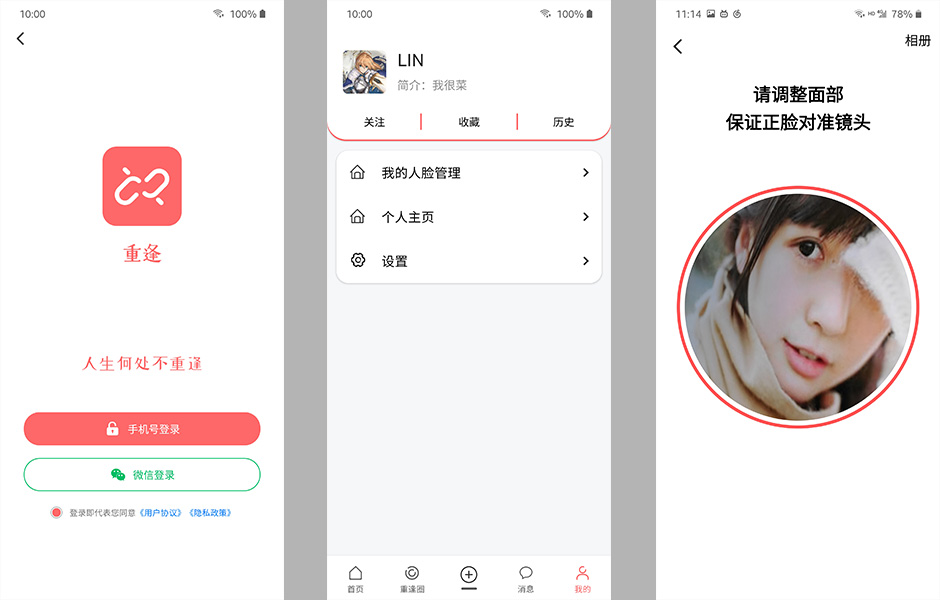 10:00
100%
重逢
人生何处不重逢
手机号登录
微信登录
登录即代表您同意《用户协议》《隐私政策》
10:00
100%
LIN
简介：我很菜
关注
收藏
历史
我的人脸管理
个人主页
设置
首页
重逢圈
消息
我的
11:14
78%
相册
请调整面部
保证正脸对准镜头